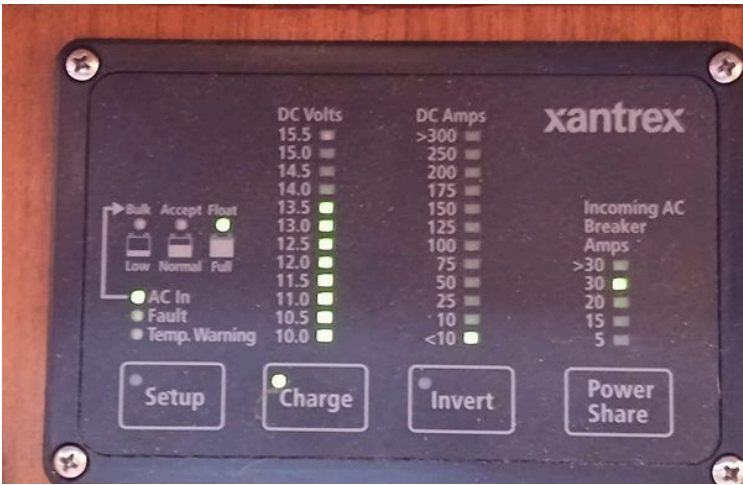 xantrex
DC Volts
15.5
15.0
14.5
14.0
13.5
13.0
12.5
12.0
11.5
11.0
10.5
10.0
DC Amps
>300
250
200
175
150
125
100
75
50
25
10
<10
Incoming AC
Breaker
Amps
>30
30
20
15
5
Bulk Accept Float
Low Normal Full
AC In
Fault
Temp. Warning
Setup
Charge
Invert
Power
Share